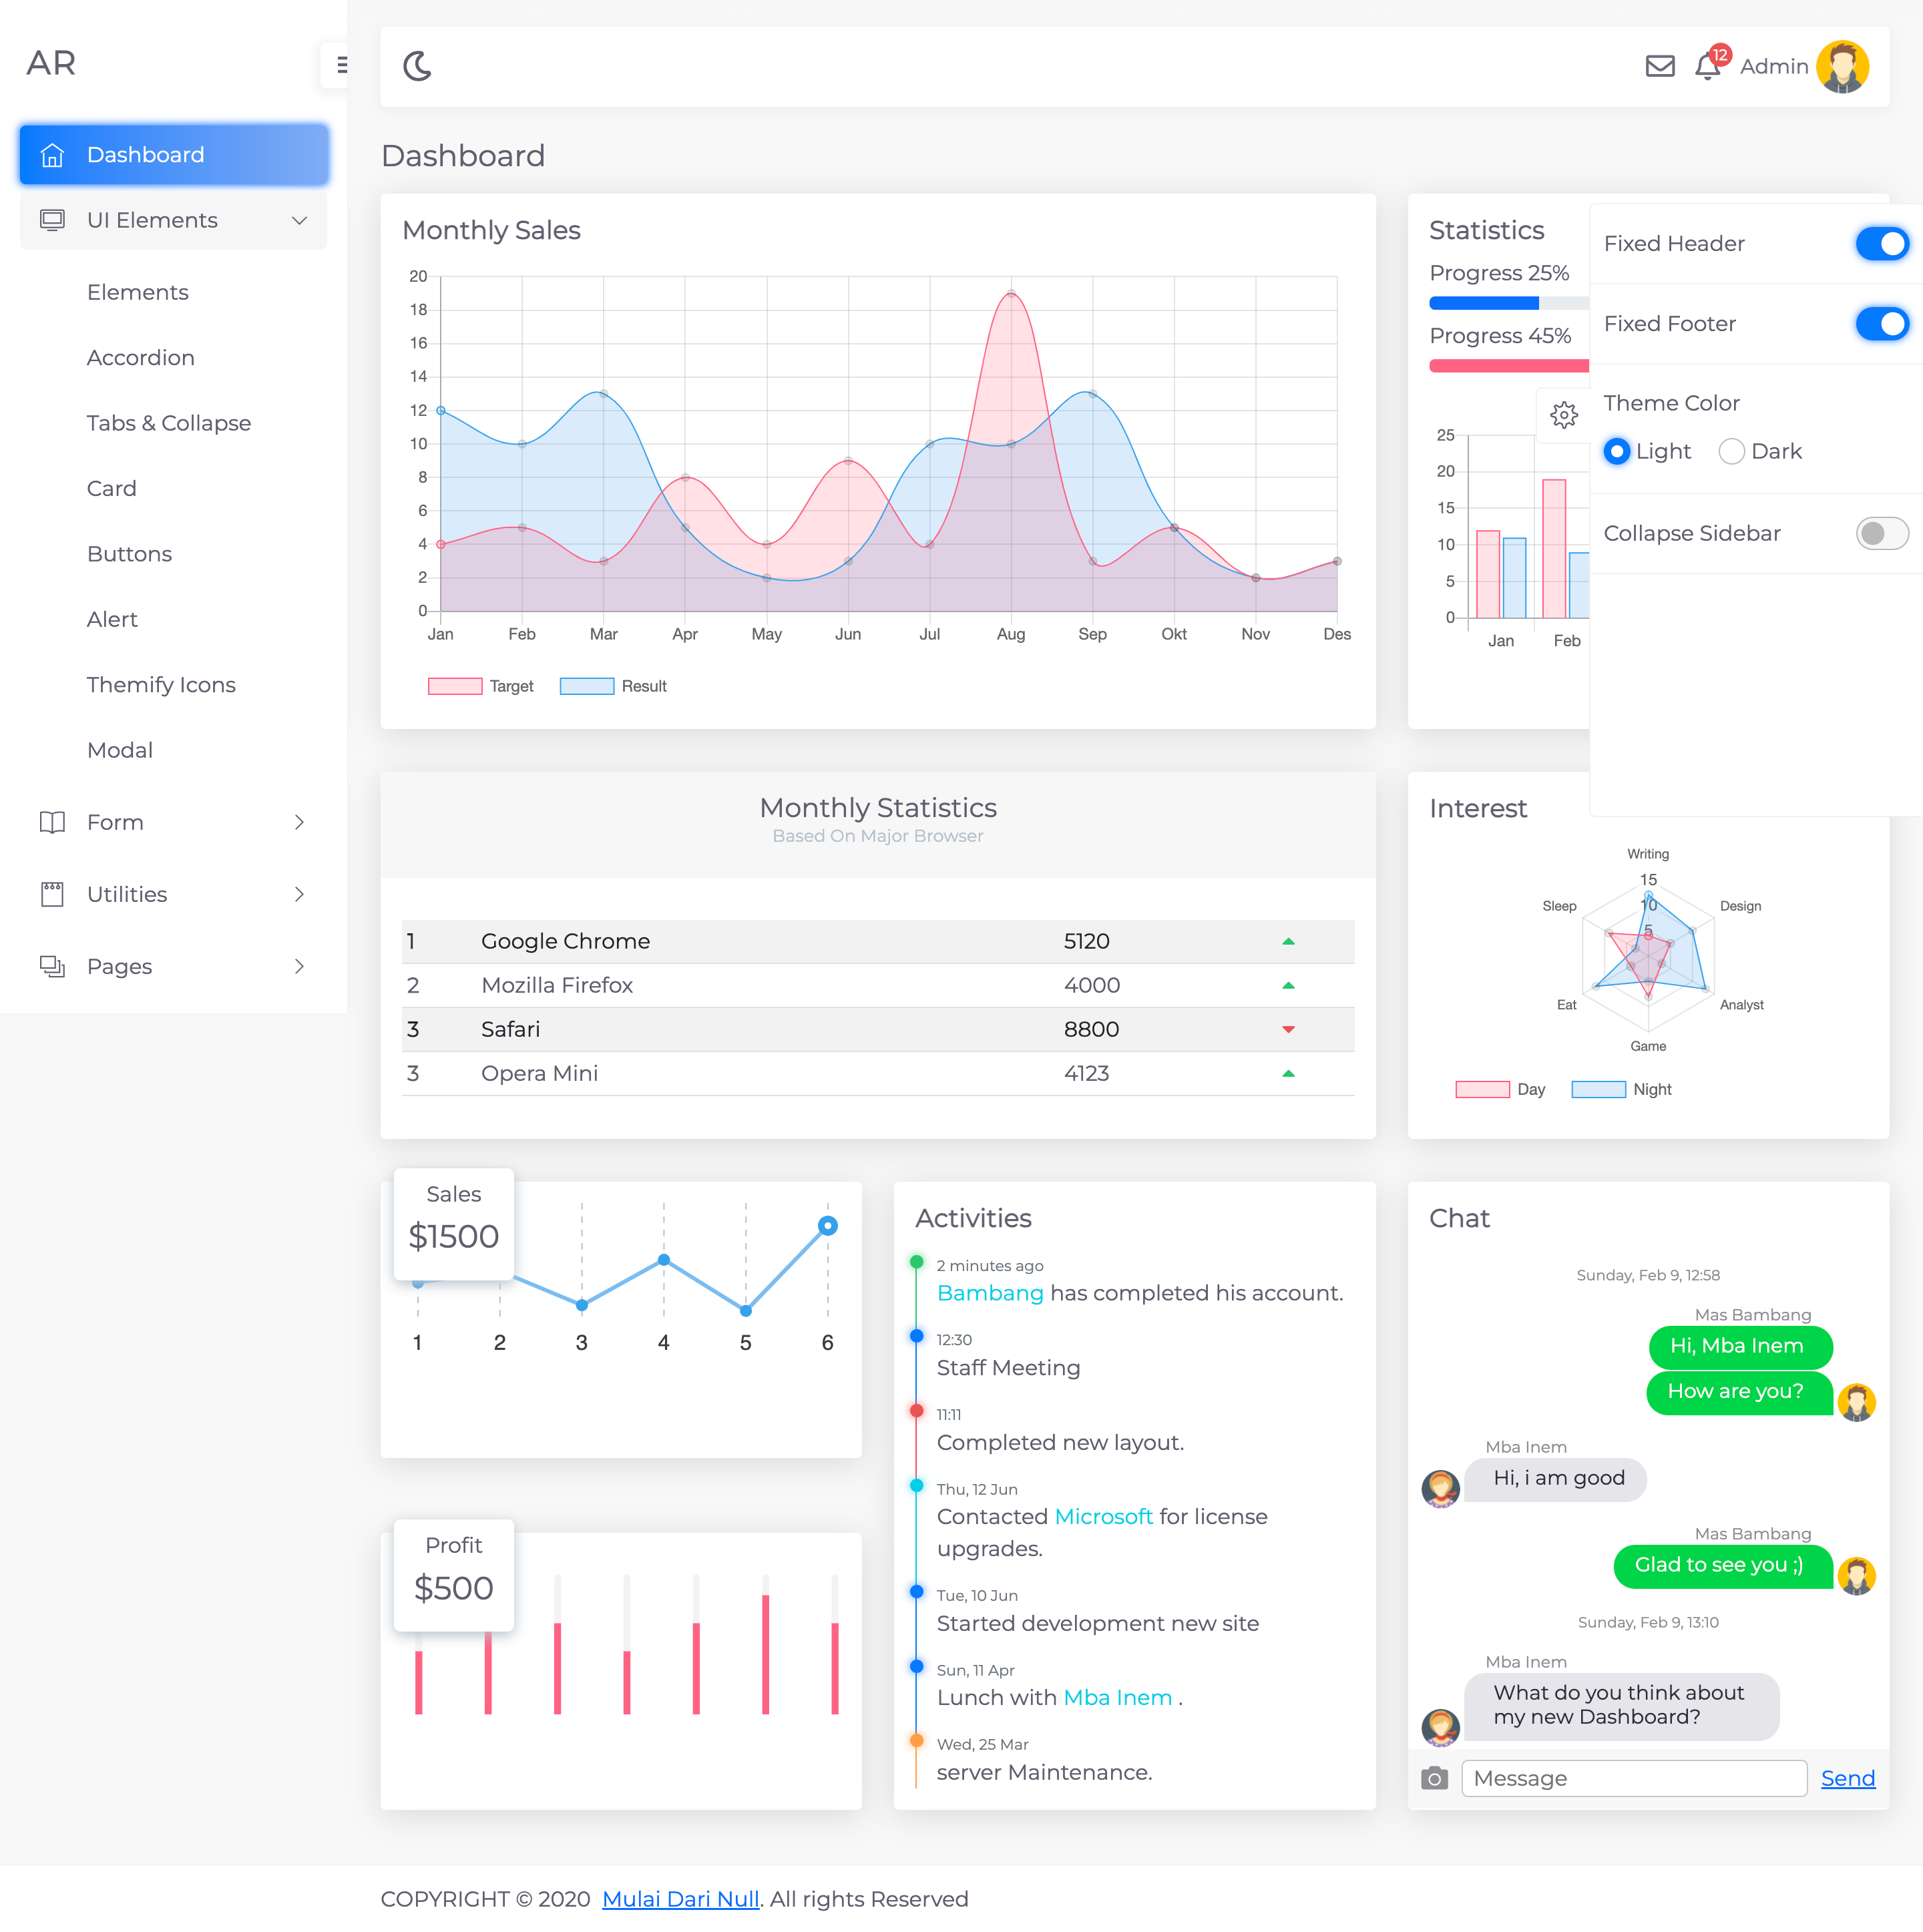 AR
12
Admin
Dashboard
UI Elements
Elements
Accordion
Tabs & Collapse
Card
Buttons
Alert
Themify Icons
Modal
Form
Utilities
Pages
Dashboard
Monthly Sales
20
18
16
14
12
10
8
6
4
2
0
Jan Feb Mar Apr May Jun Jul Aug Sep Okt Nov Des
Target Result
Statistics
Progress 25%
Progress 45%
25
20
15
10
5
0
Jan Feb
Fixed Header
Fixed Footer
Theme Color
Light Dark
Collapse Sidebar
Monthly Statistics
Based On Major Browser
1 Google Chrome 5120
2 Mozilla Firefox 4000
3 Safari 8800
3 Opera Mini 4123
Interest
Writing
15
10
5
Sleep Design
Eat Analyst
Game
Day Night
Sales
$1500
1 2 3 4 5 6
Profit
$500
Activities
2 minutes ago
Bambang has completed his account.
12:30
Staff Meeting
11:11
Completed new layout.
Thu, 12 Jun
Contacted Microsoft for license
upgrades.
Tue, 10 Jun
Started development new site
Sun, 11 Apr
Lunch with Mba Inem .
Wed, 25 Mar
server Maintenance.
Chat
Sunday, Feb 9, 12:58
Mas Bambang
Hi, Mba Inem
How are you?
Mba Inem
Hi, i am good
Mas Bambang
Glad to see you ;)
Sunday, Feb 9, 13:10
Mba Inem
What do you think about
my new Dashboard?
Message
Send
COPYRIGHT © 2020 Mulai Dari Null. All rights Reserved